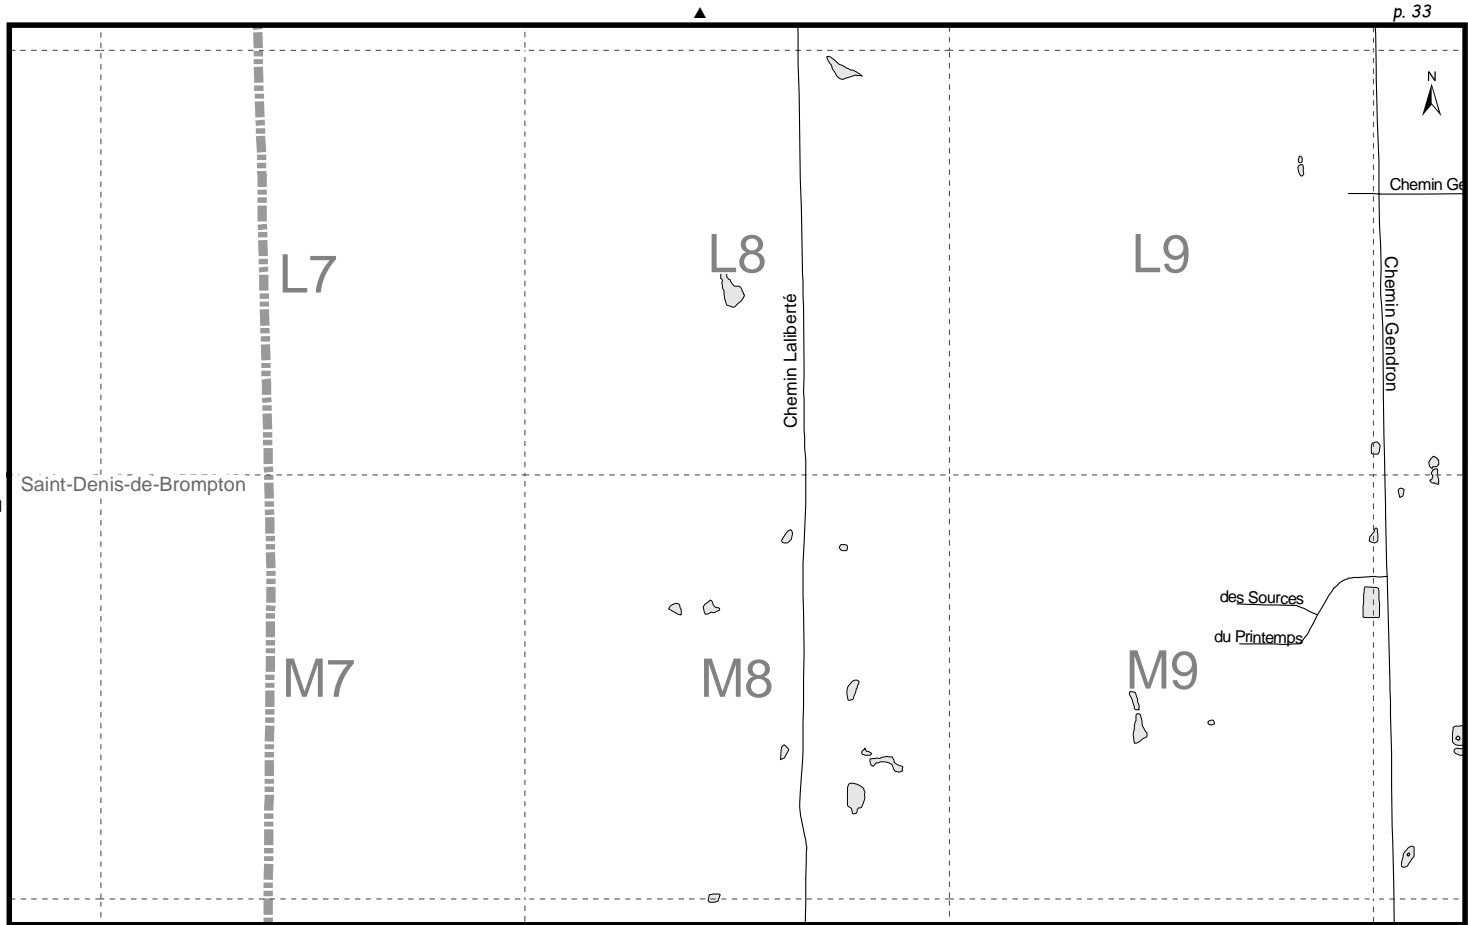 p. 33
N
Chemin Ge
L7
L8
L9
Chemin Laliberté
Chemin Gendron
Saint-Denis-de-Brompton
des Sources
du Printemps
M7
M8
M9